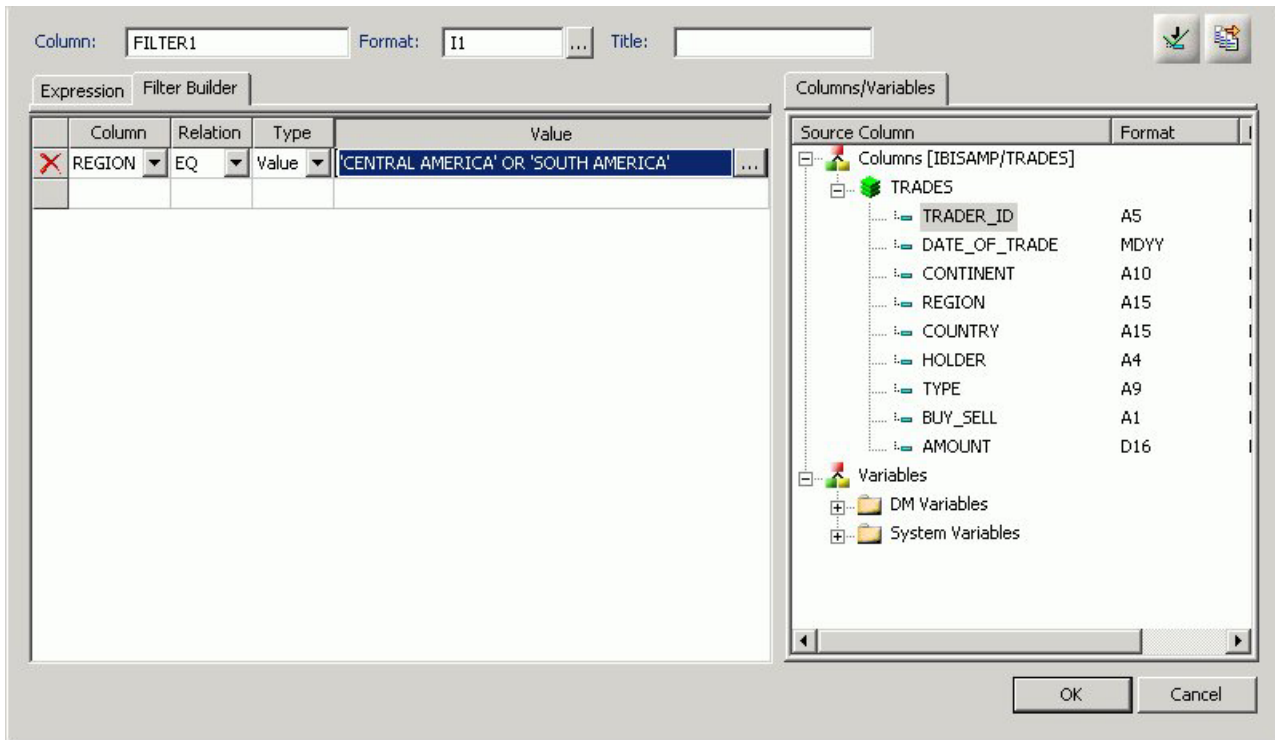 Column: FILTER1 Format: I1 ... Title:
Expression Filter Builder
Column Relation Type Value
REGION EQ Value 'CENTRAL AMERICA' OR 'SOUTH AMERICA' ...
Columns/Variables
Source Column Format
Columns [IBISAMP/TRADES]
TRADES
TRADER_ID A5
DATE_OF_TRADE MDYY
CONTINENT A10
REGION A15
COUNTRY A15
HOLDER A4
TYPE A9
BUY_SELL A1
AMOUNT D16
Variables
DM Variables
System Variables
OK Cancel